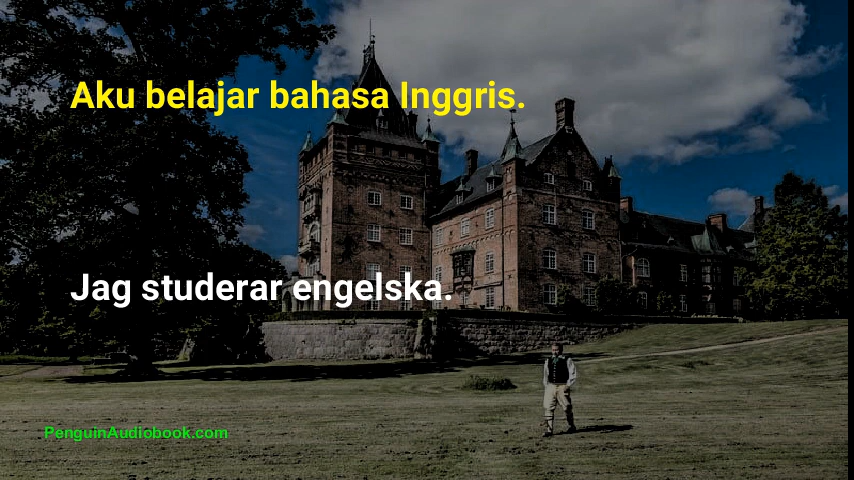 Aku belajar bahasa Inggris.
Jag studerar engelska.
PenguinAudiobook.com